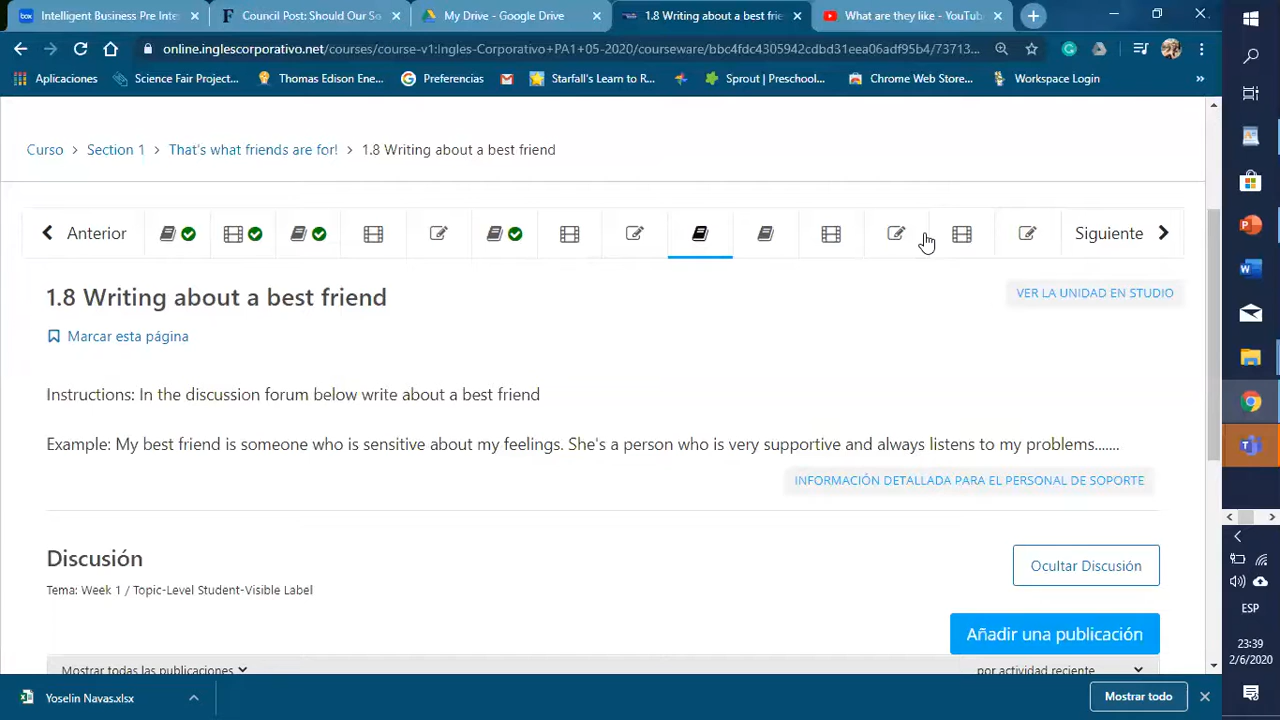 Intelligent Business Pre Inte
Council Post: Should Our So
My Drive - Google Drive
1.8 Writing about a best frie
What are they like - YouTub
online.inglescorporativo.net/courses/course-v1:Ingles-Corporativo+PA1+05-2020/courseware/bbc4fdc4305942cdbd31eea06adf95b4/73713...
Aplicaciones
Science Fair Project...
Thomas Edison Ene...
Preferencias
Starfall's Learn to R...
Sprout | Preschool...
Chrome Web Store...
Workspace Login
Curso > Section 1 > That's what friends are for! > 1.8 Writing about a best friend
Anterior
Siguiente
1.8 Writing about a best friend
VER LA UNIDAD EN STUDIO
Marcar esta página
Instructions: In the discussion forum below write about a best friend
Example: My best friend is someone who is sensitive about my feelings. She's a person who is very supportive and always listens to my problems.......
INFORMACIÓN DETALLADA PARA EL PERSONAL DE SOPORTE
Discusión
Ocultar Discusión
Tema: Week 1 / Topic-Level Student-Visible Label
Añadir una publicación
Mostrar todas las publicaciones
por actividad reciente
Yoselin Navas.xlsx
Mostrar todo
ESP
23:39
2/6/2020